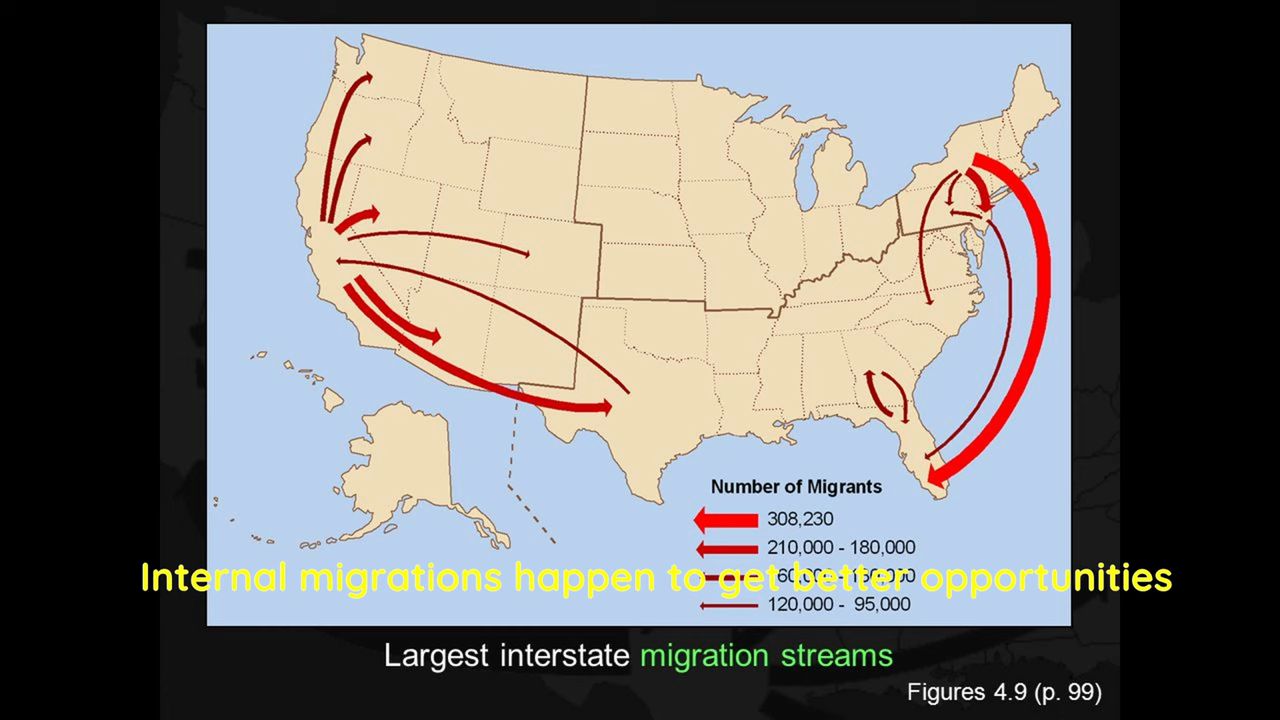 Number of Migrants
308,230
210,000 - 180,000
120,000 - 95,000
Internal migrations happen to get better opportunities
Largest interstate migration streams
Figures 4.9 (p. 99)